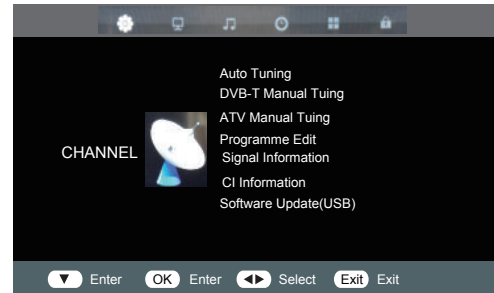 Auto Tuning
DVB-T Manual Tuing
ATV Manual Tuing
Programme Edit
CHANNEL
Signal Information
CI Information
Software Update(USB)
Enter OK Enter Select Exit Exit